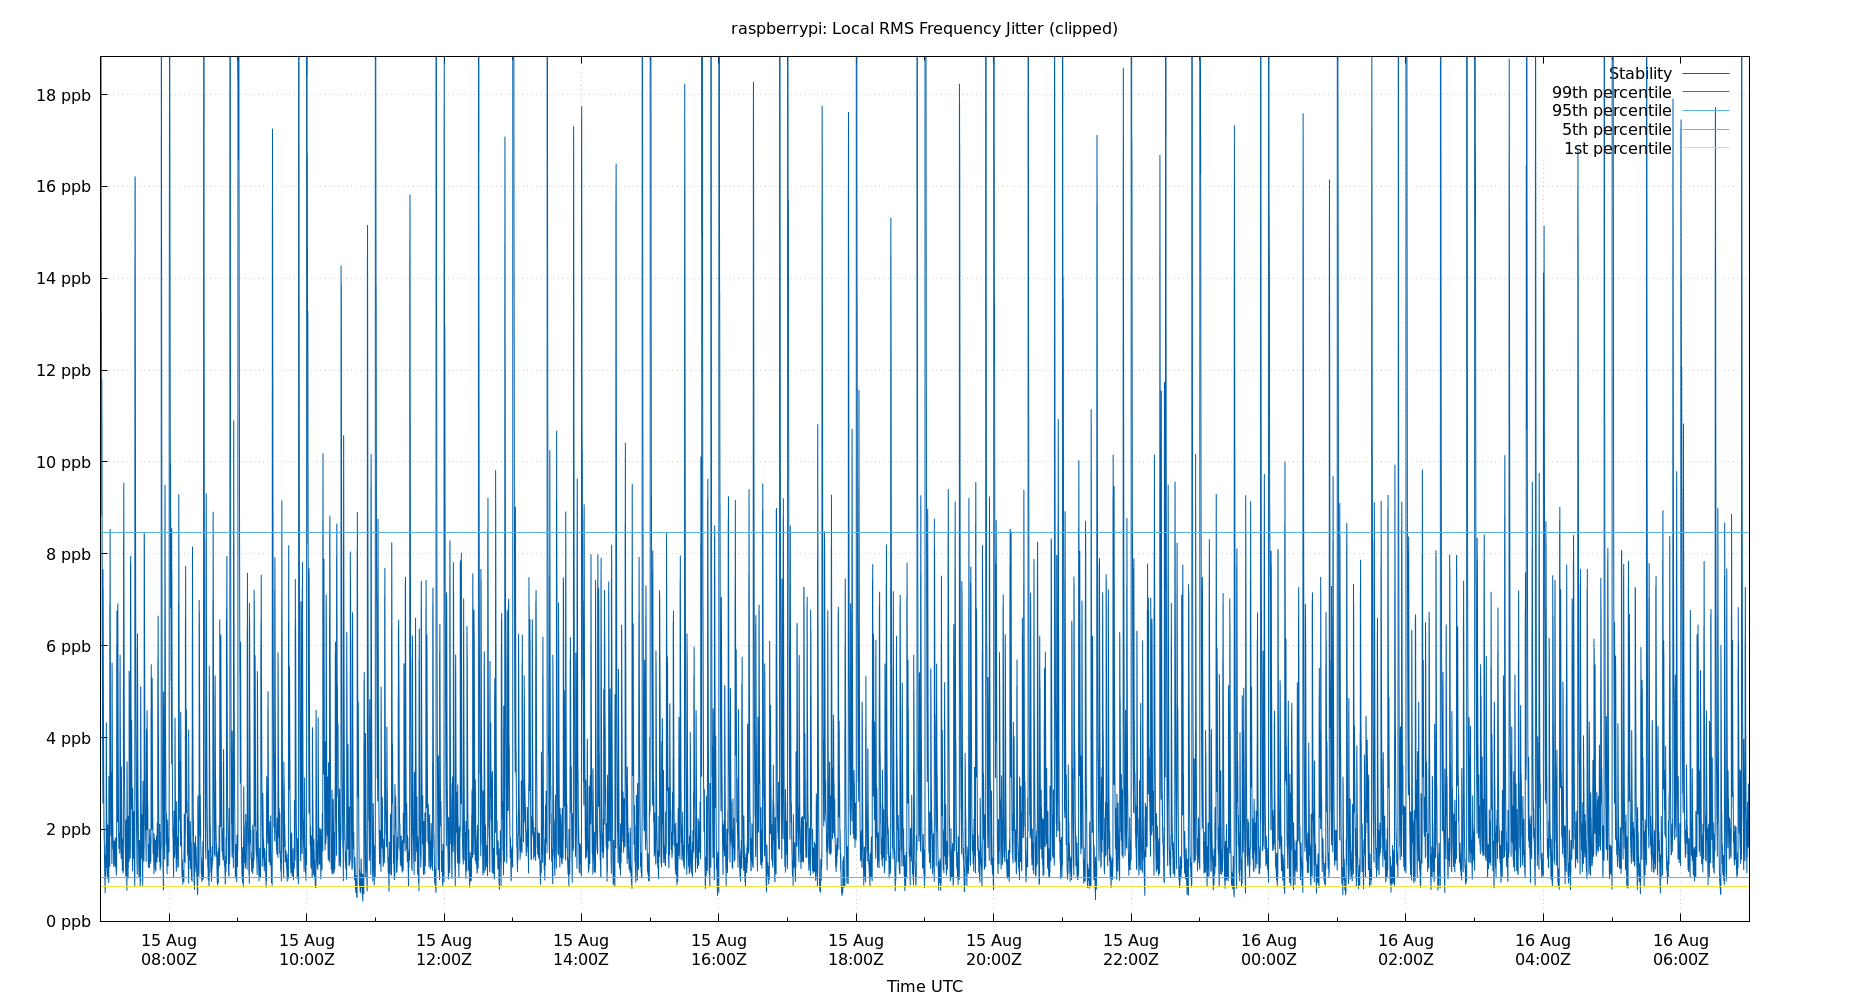 raspberrypi: Local RMS Frequency Jitter (clipped)
Stability
99th percentile
95th percentile
5th percentile
1st percentile
18 ppb
16 ppb
14 ppb
12 ppb
10 ppb
8 ppb
6 ppb
4 ppb
2 ppb
0 ppb
15 Aug 15 Aug 15 Aug 15 Aug 15 Aug 15 Aug 15 Aug 15 Aug 16 Aug 16 Aug 16 Aug 16 Aug
08:00Z 10:00Z 12:00Z 14:00Z 16:00Z 18:00Z 20:00Z 22:00Z 00:00Z 02:00Z 04:00Z 06:00Z
Time UTC